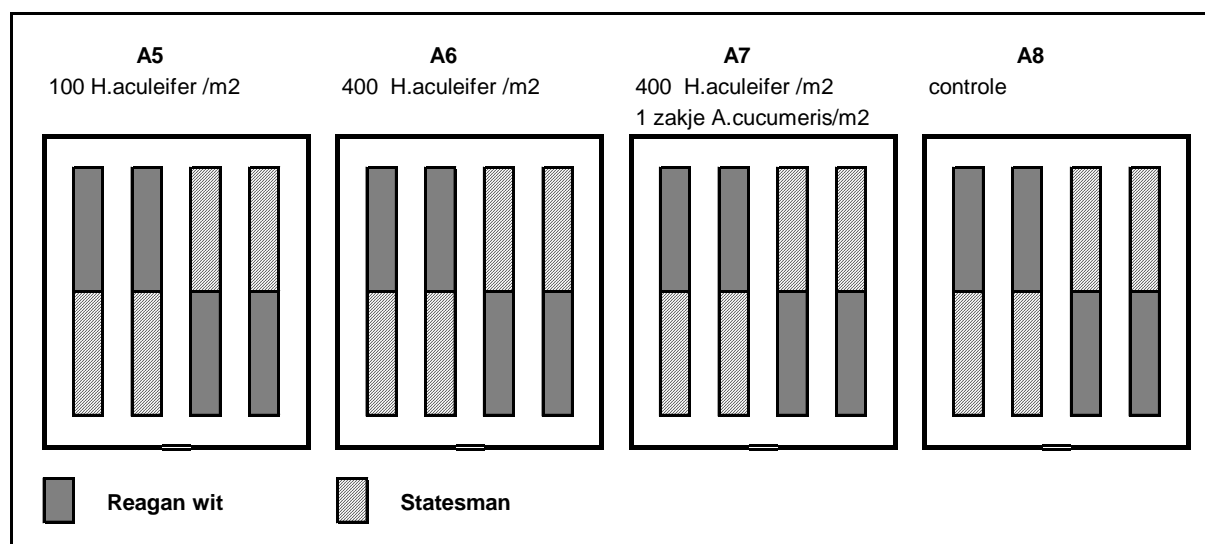 A5
100 H.aculeifer /m2
A6
400 H.aculeifer /m2
A7
400 H.aculeifer /m2
1 zakje A.cucumeris/m2
A8
controle
Reagan wit
Statesman